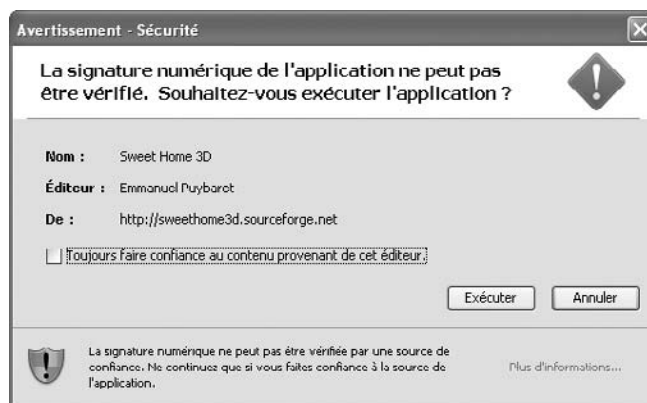 Avertissement - Sécurité
La signature numérique de l'application ne peut pas
être vérifié. Souhaitez-vous exécuter l'application ?
Nom : Sweet Home 3D
Éditeur : Emmanuel Puybaret
De : http://sweethome3d.sourceforge.net
Toujours faire confiance au contenu provenant de cet éditeur.
Exécuter Annuler
La signature numérique ne peut pas être vérifiée par une source de
confiance. Ne continuez que si vous faites confiance à la source de
l'application.
Plus d'informations...